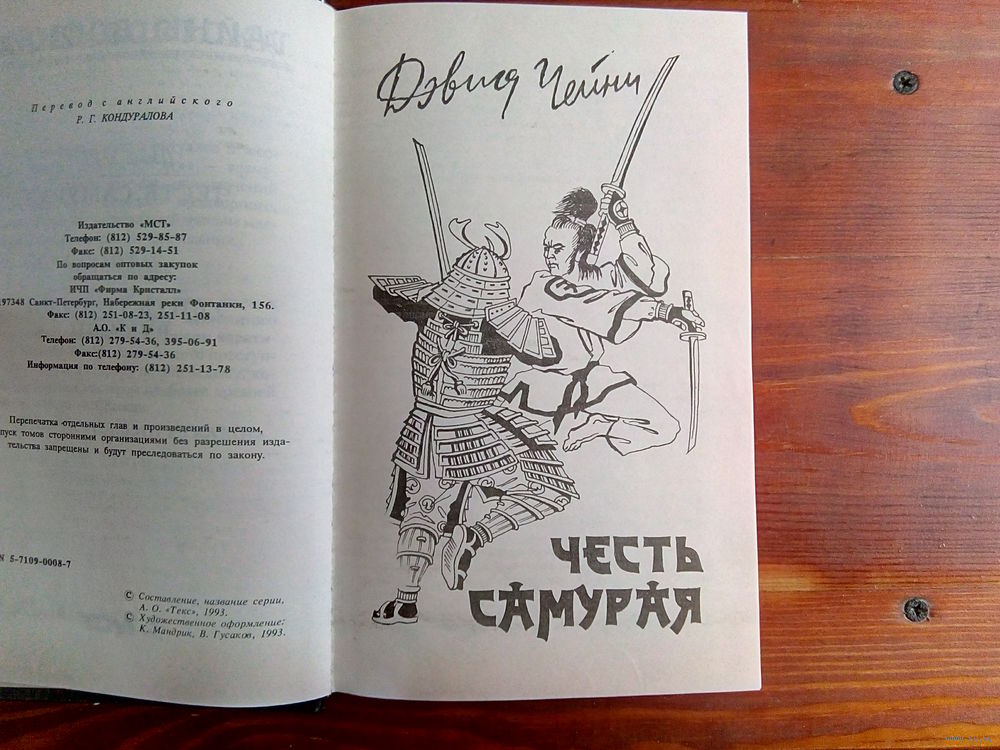 Перевод с английского
Р. Г. КОНДУРАЛОВА
Издательство «МСТ»
Телефон: (812) 529-85-87
Факс: (812) 529-14-51
По вопросам оптовых закупок
обращаться по адресу:
ИЧП «Фирма Кристалл»
197348 Санкт-Петербург, Набережная реки Фонтанки, 156.
Факс: (812) 251-08-23, 251-11-08
А.О. «К и Д»
Телефон: (812) 279-54-36, 395-06-91
Факс:(812) 279-54-36
Информация по телефону: (812) 251-13-78
Перепечатка отдельных глав и произведений в целом,
пуск томов сторонними организациями без разрешения изда-
тельства запрещены и будут преследоваться по закону.
N 5-7109-0008-7
© Составление, название серии.
А. О. «Текс», 1993.
© Художественное оформление:
К. Мандрик, В. Гусаков, 1993.
Дэвид Чейни
ЧЕСТЬ
САМУРАЯ